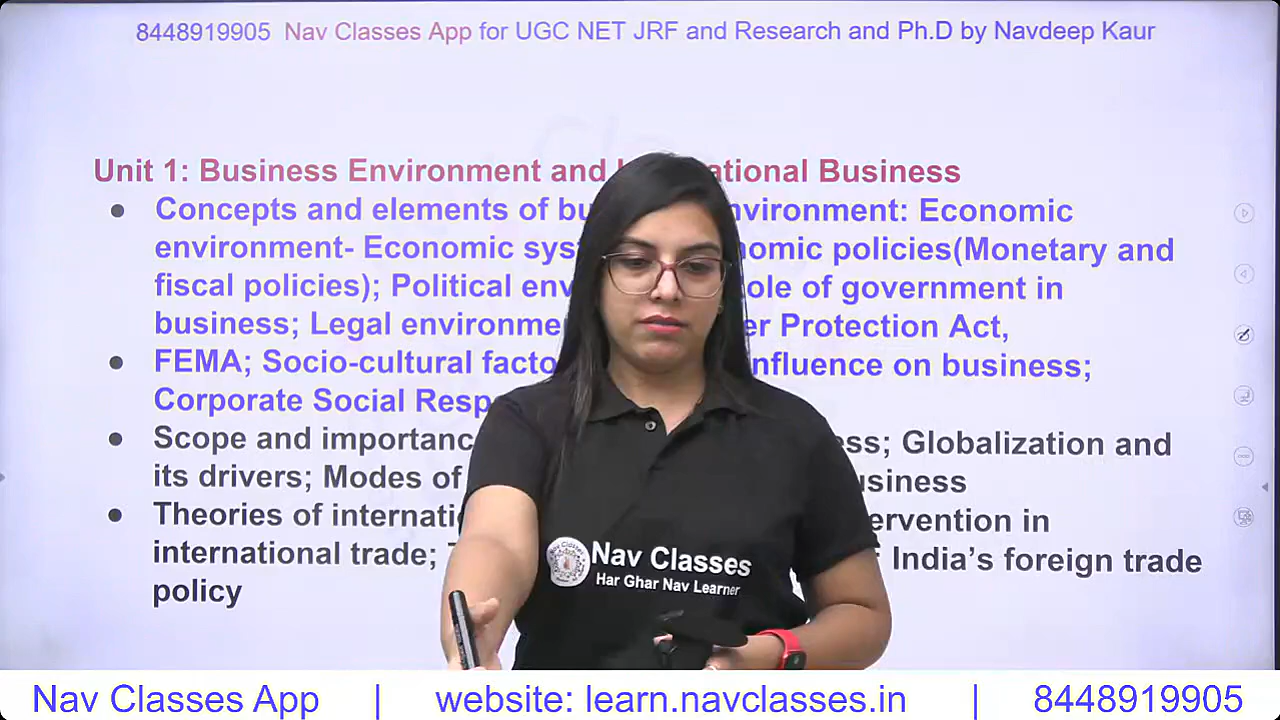 8448919905 Nav Classes App for UGC NET JRF and Research and Ph.D by Navdeep Kaur
Unit 1: Business Environment and ational Business
● Concepts and elements of bu nvironment: Economic
environment- Economic sys omic policies(Monetary and
fiscal policies); Political env ole of government in
business; Legal environme er Protection Act,
● FEMA; Socio-cultural facto nfluence on business;
Corporate Social Resp
● Scope and importanc ss; Globalization and
its drivers; Modes of usiness
● Theories of internati ervention in
international trade; India's foreign trade
policy
Nav Classes
Har Ghar Nav Learner
Nav Classes App | website: learn.navclasses.in | 8448919905